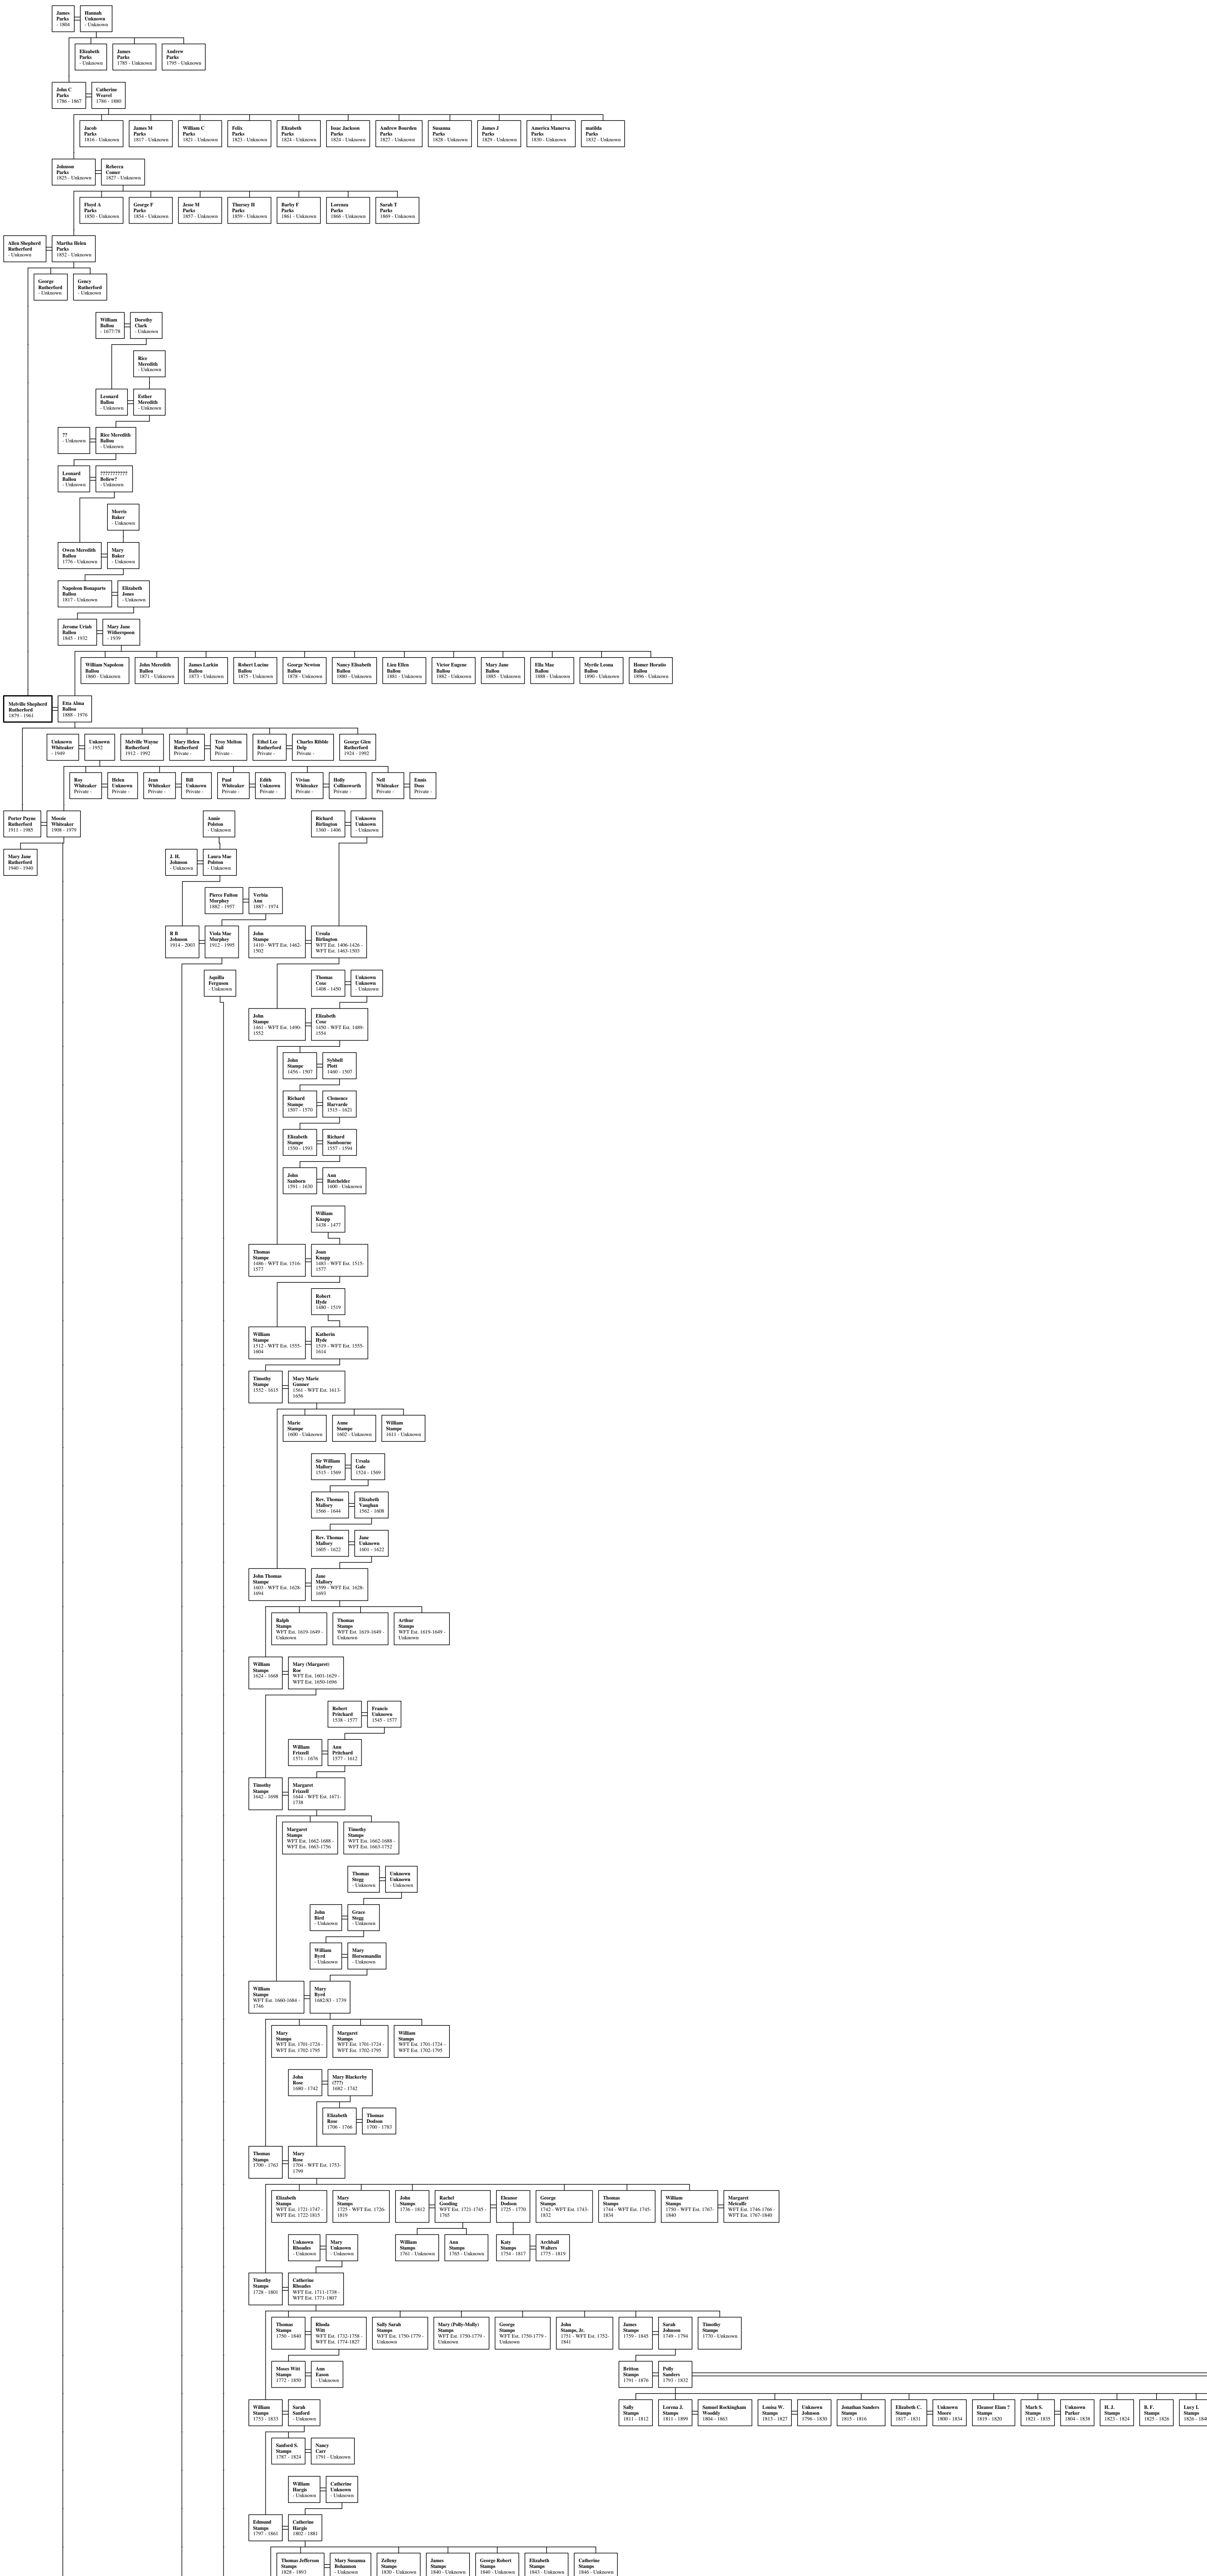 James
Parks
- 1804
Hannah
Unknown
- Unknown
Elizabeth
Parks
- Unknown
James
Parks
1785 - Unknown
Andrew
Parks
1795 - Unknown
John C
Parks
1786 - 1867
Catherine
Weavel
1786 - 1880
Jacob
Parks
1816 - Unknown
James M
Parks
1817 - Unknown
William C
Parks
1821 - Unknown
Felix
Parks
1823 - Unknown
Elizabeth
Parks
1824 - Unknown
Issac Jackson
Parks
1824 - Unknown
Andrew Bourden
Parks
1827 - Unknown
Susanna
Parks
1828 - Unknown
James J
Parks
1829 - Unknown
America Manerva
Parks
1830 - Unknown
matilda
Parks
1832 - Unknown
Johnson
Parks
1825 - Unknown
Rebecca
Comer
1827 - Unknown
Floyd A
Parks
1850 - Unknown
George F
Parks
1854 - Unknown
Jesse M
Parks
1857 - Unknown
Thursey H
Parks
1859 - Unknown
Barby F
Parks
1861 - Unknown
Lorenza
Parks
1866 - Unknown
Sarah T
Parks
1869 - Unknown
Allen Shepherd
Rutherford
- Unknown
Martha Helen
Parks
1852 - Unknown
George
Rutherford
- Unknown
Gency
Rutherford
- Unknown
William
Ballou
- 1677/78
Dorothy
Clark
- Unknown
Rice
Meredith
- Unknown
Leonard
Ballou
- Unknown
Esther
Meredith
- Unknown
??
- Unknown
Rice Meredith
Ballou
- Unknown
Leonard
Ballou
- Unknown
???????????
Bollew?
- Unknown
Morris
Baker
- Unknown
Owen Meredith
Ballou
1776 - Unknown
Mary
Baker
- Unknown
Napoleon Bonaparte
Ballou
1817 - Unknown
Elizabeth
Jones
- Unknown
Jerome Uriah
Ballou
1845 - 1932
Mary Jane
Witherspoon
- 1939
William Napoleon
Ballou
1860 - Unknown
John Meredith
Ballou
1871 - Unknown
James Larkin
Ballou
1873 - Unknown
Robert Lucine
Ballou
1875 - Unknown
George Newton
Ballou
1878 - Unknown
Nancy Elisabeth
Ballou
1880 - Unknown
Lieu Ellen
Ballou
1881 - Unknown
Victor Eugene
Ballou
1882 - Unknown
Mary Jane
Ballou
1885 - Unknown
Ella Mae
Ballou
1888 - Unknown
Myrtle Leona
Ballou
1890 - Unknown
Homer Horatio
Ballou
1896 - Unknown
Melville Shepherd
Rutherford
1879 - 1961
Etta Alma
Ballou
1888 - 1976
Unknown
Whiteaker
- 1949
Unknown
- 1952
Melville Wayne
Rutherford
1912 - 1992
Mary Helen
Rutherford
Private -
Troy Melton
Nail
Private -
Ethel Lee
Rutherford
Private -
Charles Ribble
Delp
Private -
George Glen
Rutherford
1924 - 1992
Roy
Whiteaker
Private -
Helen
Unknown
Private -
Jean
Whiteaker
Private -
Bill
Unknown
Private -
Paul
Whiteaker
Private -
Edith
Unknown
Private -
Vivian
Whiteaker
Private -
Holly
Collinsworth
Private -
Nell
Whiteaker
Private -
Ennis
Doss
Private -
Porter Payne
Rutherford
1911 - 1985
Mossie
Whiteaker
1908 - 1979
Annie
Polston
- Unknown
Richard
Birlington
1360 - 1406
Unknown
Unknown
- Unknown
Mary Jane
Rutherford
1940 - 1940
J. H.
Johnson
- Unknown
Laura Mae
Polston
- Unknown
Pierce Fulton
Murphey
1882 - 1957
Verbia
Ann
1887 - 1974
R B
Johnson
1914 - 2003
Viola Mae
Murphey
1912 - 1995
John
Stamps
1410 - WFT Est. 1462-
1502
Ursula
Birlington
WFT Est. 1406-1426 -
WFT Est. 1463-1503
Aquilla
Ferguson
- Unknown
Thomas
Cose
1408 - 1450
Unknown
Unknown
- Unknown
John
Stampe
1461 - WFT Est. 1490-
1552
Elizabeth
Cose
1450 - WFT Est. 1489-
1554
John
Stampe
1456 - 1507
Sybbell
Plott
1460 - 1507
Richard
Stampe
1507 - 1570
Clemence
Harvarde
1515 - 1621
Elizabeth
Stampe
1550 - 1593
Richard
Sambourne
1557 - 1594
John
Sanborn
1591 - 1630
Ann
Batchelder
1600 - Unknown
William
Knapp
1438 - 1477
Thomas
Stampe
1486 - WFT Est. 1516-
1577
Joan
Knapp
1483 - WFT Est. 1515-
1577
Robert
Hyde
1480 - 1519
William
Stampe
1512 - WFT Est. 1555-
1604
Katherin
Hyde
1519 - WFT Est. 1555-
1614
Timothy
Stampe
1552 - 1615
Mary Marie
Gunner
1561 - WFT Est. 1613-
1656
Marie
Stampe
1600 - Unknown
Anne
Stampe
1602 - Unknown
William
Stampe
1611 - Unknown
Sir William
Mallory
1515 - 1569
Ursula
Gale
1524 - 1569
Rev. Thomas
Mallory
1566 - 1644
Elizabeth
Vaughan
1562 - 1608
Rev. Thomas
Mallory
1605 - 1622
Jane
Unknown
1601 - 1622
John Thomas
Stampe
1603 - WFT Est. 1628-
1694
Jane
Mallory
1599 - WFT Est. 1628-
1693
Ralph
Stamps
WFT Est. 1619-1649 -
Unknown
Thomas
Stamps
WFT Est. 1619-1649 -
Unknown
Arthur
Stamps
WFT Est. 1619-1649 -
Unknown
William
Stamps
1624 - 1668
Mary (Margaret)
Roe
WFT Est. 1601-1629 -
WFT Est. 1650-1696
Robert
Pritchard
1538 - 1577
Francis
Unknown
1545 - 1577
William
Frizzell
1571 - 1676
Ann
Pritchard
1577 - 1612
Timothy
Stamps
1642 - 1698
Margaret
Frizzell
1644 - WFT Est. 1671-
1738
Margaret
Stamps
WFT Est. 1662-1688 -
WFT Est. 1663-1756
Timothy
Stamps
WFT Est. 1662-1688 -
WFT Est. 1663-1752
Thomas
Stegg
- Unknown
Unknown
Unknown
- Unknown
John
Bird
- Unknown
Grace
Stegg
- Unknown
William
Byrd
- Unknown
Mary
Horsemandin
- Unknown
William
Stamps
WFT Est. 1660-1684 -
1746
Mary
Byrd
1682/83 - 1739
Mary
Stamps
WFT Est. 1701-1724 -
WFT Est. 1702-1795
Margaret
Stamps
WFT Est. 1701-1724 -
WFT Est. 1702-1795
William
Stamps
WFT Est. 1701-1724 -
WFT Est. 1702-1795
John
Rose
1680 - 1742
Mary Blackerby
(???)
1682 - 1742
Elizabeth
Rose
1706 - 1766
Thomas
Dodson
1700 - 1783
Thomas
Stamps
1700 - 1763
Mary
Rose
1704 - WFT Est. 1753-
1799
Elizabeth
Stamps
WFT Est. 1721-1747 -
WFT Est. 1722-1815
Mary
Stamps
1725 - WFT Est. 1726-
1819
John
Stamps
1736 - 1812
Rachel
Gooding
WFT Est. 1721-1745 -
1765
Eleanor
Dodson
1725 - 1770
George
Stamps
1742 - WFT Est. 1743-
1832
Thomas
Stamps
1744 - WFT Est. 1745-
1834
William
Stamps
1750 - WFT Est. 1767-
1840
Margaret
Metcalfe
WFT Est. 1746-1766 -
WFT Est. 1767-1840
Unknown
Rhoades
- Unknown
Mary
Unknown
- Unknown
William
Stamps
1761 - Unknown
Ann
Stamps
1765 - Unknown
Katy
Stamps
1754 - 1817
Archball
Walters
1775 - 1819
Timothy
Stamps
1728 - 1801
Catherine
Rhoades
WFT Est. 1711-1738 -
WFT Est. 1771-1807
Thomas
Stamps
1750 - 1840
Rhoda
Witt
WFT Est. 1732-1758 -
WFT Est. 1774-1827
Sally Sarah
Stamps
WFT Est. 1750-1779 -
Unknown
Mary (Polly-Molly)
Stamps
WFT Est. 1750-1779 -
Unknown
George
Stamps
WFT Est. 1750-1779 -
Unknown
John
Stamps, Jr.
1751 - WFT Est. 1752-
1841
James
Stamps
1759 - 1845
Sarah
Johnson
1749 - 1794
Timothy
Stamps
1770 - Unknown
Moses Witt
Stamps
1772 - 1850
Ann
Eason
- Unknown
Britton
Stamps
1791 - 1876
Polly
Sanders
1793 - 1832
William
Stamps
1753 - 1833
Sarah
Sanford
- Unknown
Sally
Stamps
1811 - 1812
Lorena J.
Stamps
1811 - 1899
Samuel Rockingham
Wooddy
1804 - 1863
Louisa W.
Stamps
1813 - 1827
Unknown
Johnson
1796 - 1830
Jonathan Sanders
Stamps
1815 - 1816
Elizabeth C.
Stamps
1817 - 1831
Unknown
Moore
1800 - 1834
Eleanor Elam ?
Stamps
1819 - 1820
Mark S.
Stamps
1821 - 1835
Unknown
Parker
1804 - 1838
H. J.
Stamps
1823 - 1824
B. F.
Stamps
1825 - 1826
Lucy I.
Stamps
Sanford S.
Stamps
1787 - 1824
Nancy
Carr
1791 - Unknown
William
Hargis
- Unknown
Catherine
Unknown
- Unknown
Edmund
Stamps
1797 - 1861
Catherine
Hargis
1802 - 1881
Thomas Jefferson
Stamps
1828 - 1893
Mary Susanna
Bohannon
- Unknown
Zelleny
Stamps
1830 - Unknown
James
Stamps
1840 - Unknown
George Robert
Stamps
1840 - Unknown
Elizabeth
Stamps
1843 - Unknown
Catherine
Stamps
1846 - Unknown